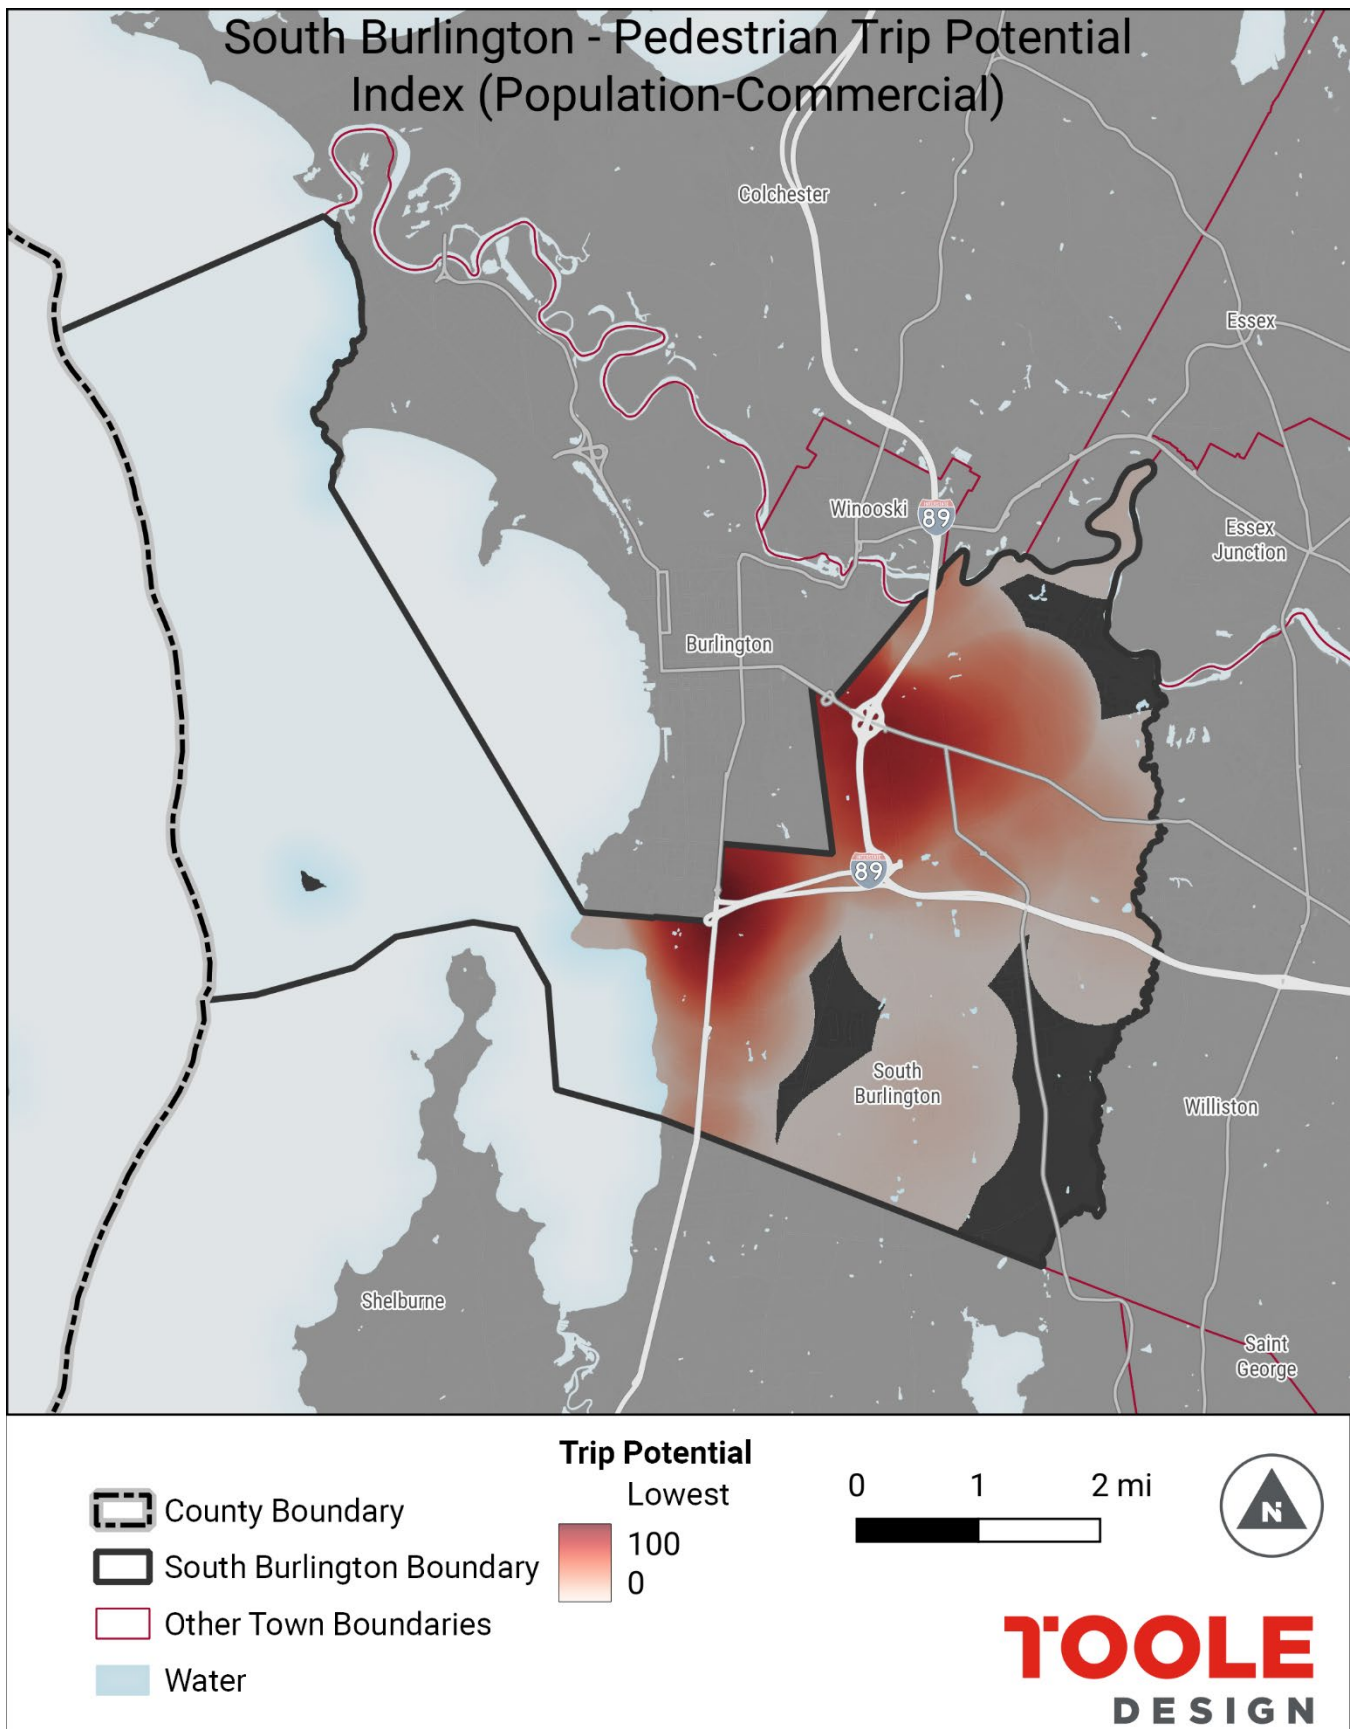 South Burlington - Pedestrian Trip Potential
Index (Population-Commercial)
Colchester
Essex
Winooski
89
Essex
Junction
Burlington
89
South
Burlington
Williston
Shelburne
Saint
George
Trip Potential
Lowest
100
0
County Boundary
South Burlington Boundary
Other Town Boundaries
Water
0 1 2 mi
N
TOOLE
DESIGN